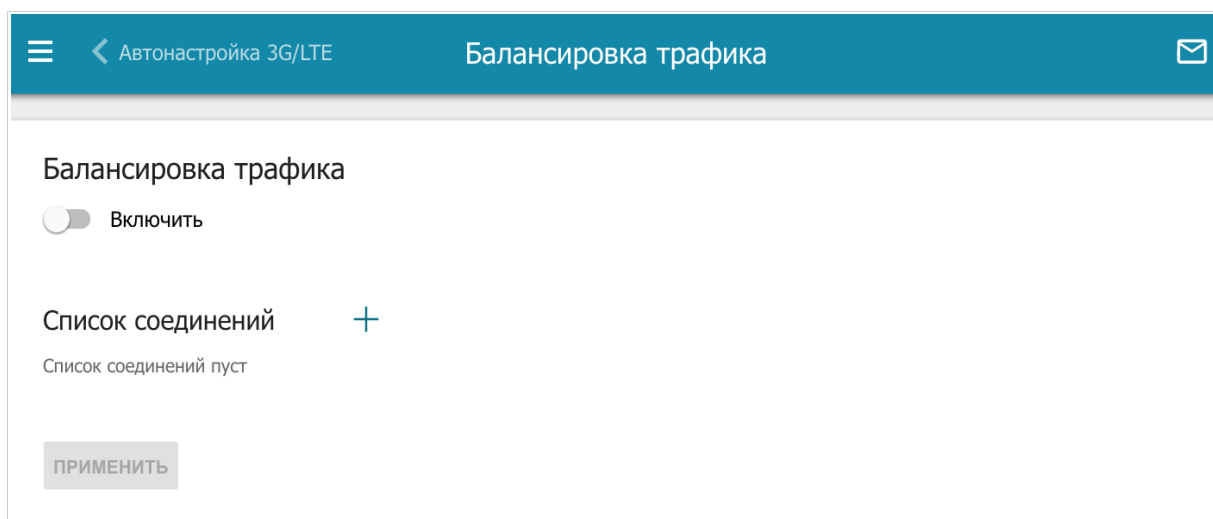 Автонастройка 3G/LTE
Балансировка трафика
Балансировка трафика
Включить
Список соединений
Список соединений пуст
ПРИМЕНИТЬ